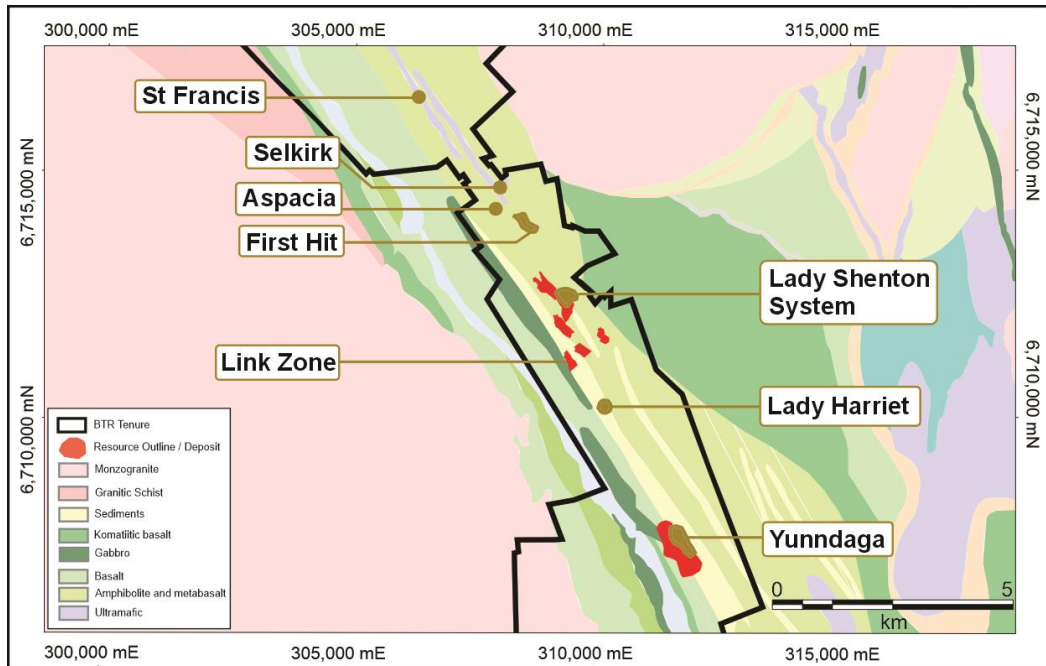 300,000 mE
305,000 mE
310,000 mE
315,000 mE
6,715,000 mN
6,715,000 mN
St Francis
Selkirk
Aspacia
First Hit
Lady Shenton
System
Link Zone
Lady Harriet
6,710,000 mN
6,710,000 mN
BTR Tenure
Resource Outline / Deposit
Monzogranite
Granitic Schist
Sediments
Komatiitic basalt
Gabbro
Basalt
Amphibolite and metabasalt
Ultramafic
Yunndaga
0
5
km
300,000 mE
305,000 mE
310,000 mE
315,000 mE